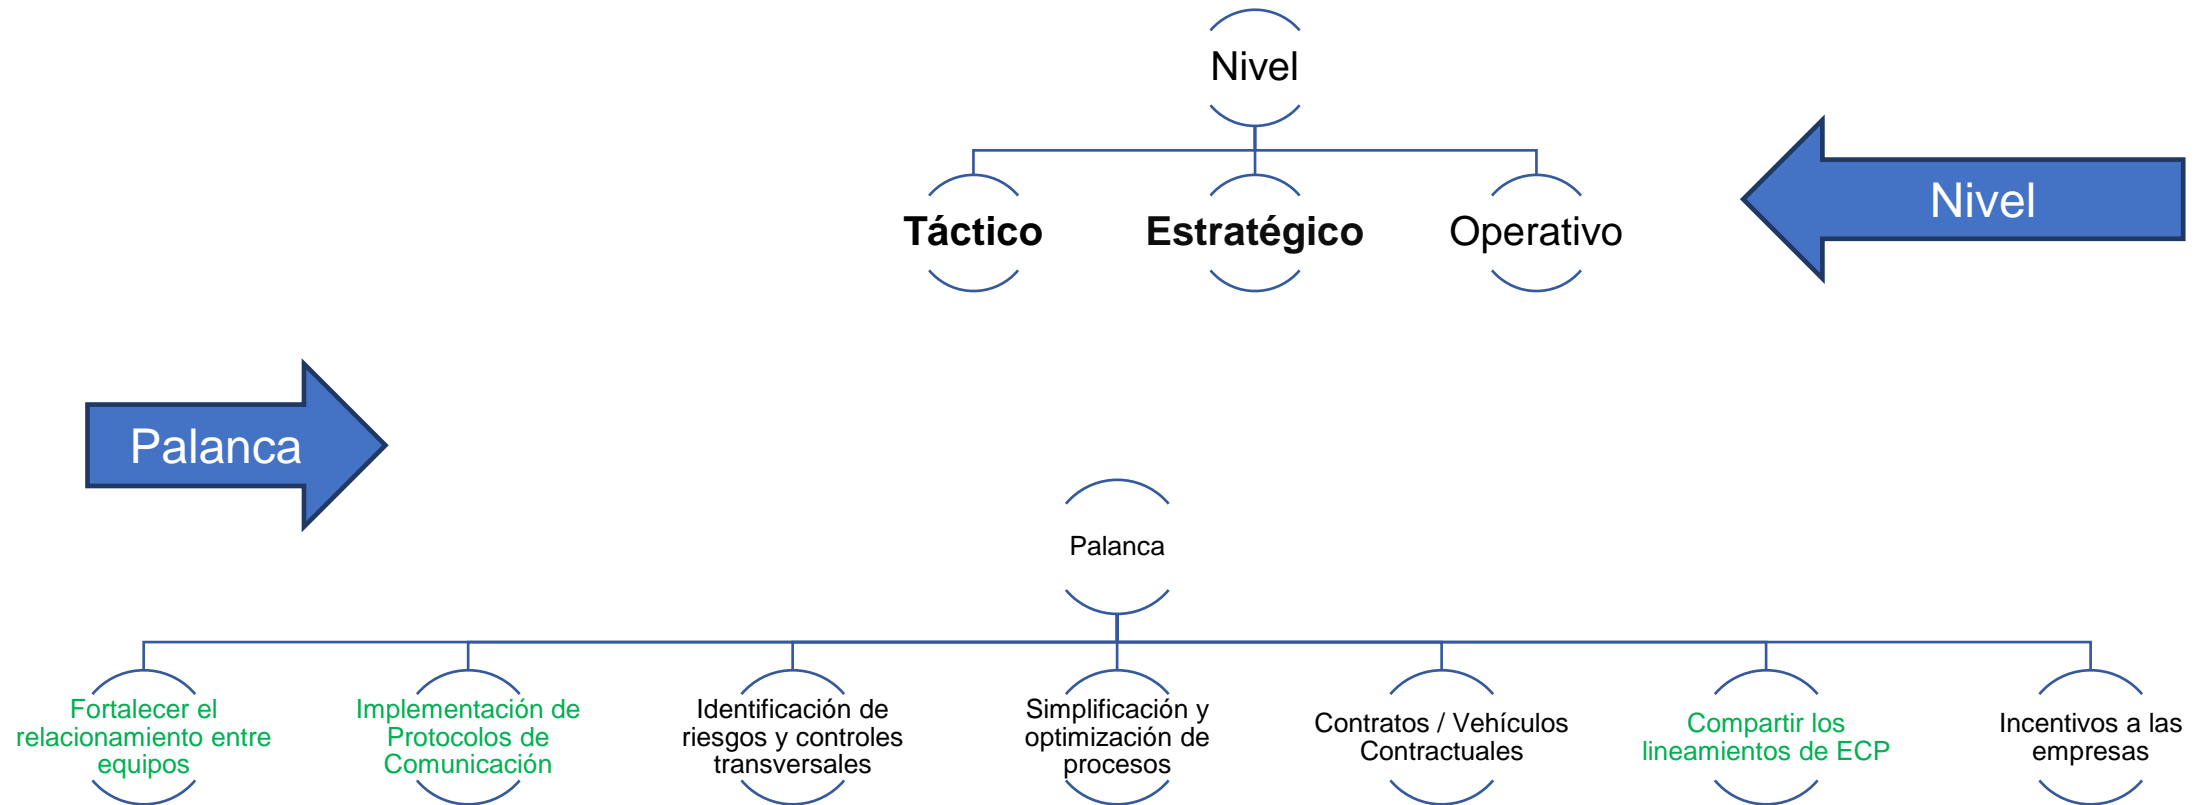 Nivel
Táctico
Estratégico
Operativo
Nivel
Palanca
Palanca
Fortalecer el
relacionamiento entre
equipos
Implementación de
Protocolos de
Comunicación
Identificación de
riesgos y controles
transversales
Simplificación y
optimización de
procesos
Contratos / Vehículos
Contractuales
Compartir los
lineamientos de ECP
Incentivos a las
empresas